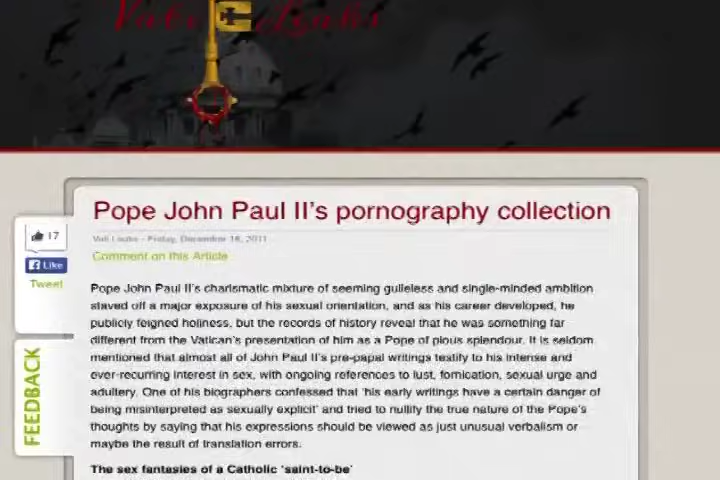 Vati Leaks
Pope John Paul II's pornography collection
17
Vati Leaks - Friday, December 16, 2011
Like
Comment on this Article
Tweet
Pope John Paul II's charismatic mixture of seeming guileless and single-minded ambition
staved off a major exposure of his sexual orientation, and as his career developed, he
publicly feigned holiness, but the records of history reveal that he was something far
different from the Vatican's presentation of him as a Pope of pious splendour. It is seldom
mentioned that almost all of John Paul II's pre-papal writings testify to his intense and
ever-recurring interest in sex, with ongoing references to lust, fornication, sexual urge and
adultery. One of his biographers confessed that 'his early writings have a certain danger of
being misinterpreted as sexually explicit' and tried to nullify the true nature of the Pope's
thoughts by saying that his expressions should be viewed as just unusual verbalism or
maybe the result of translation errors.
FEEDBACK
The sex fantasies of a Catholic 'saint-to-be'